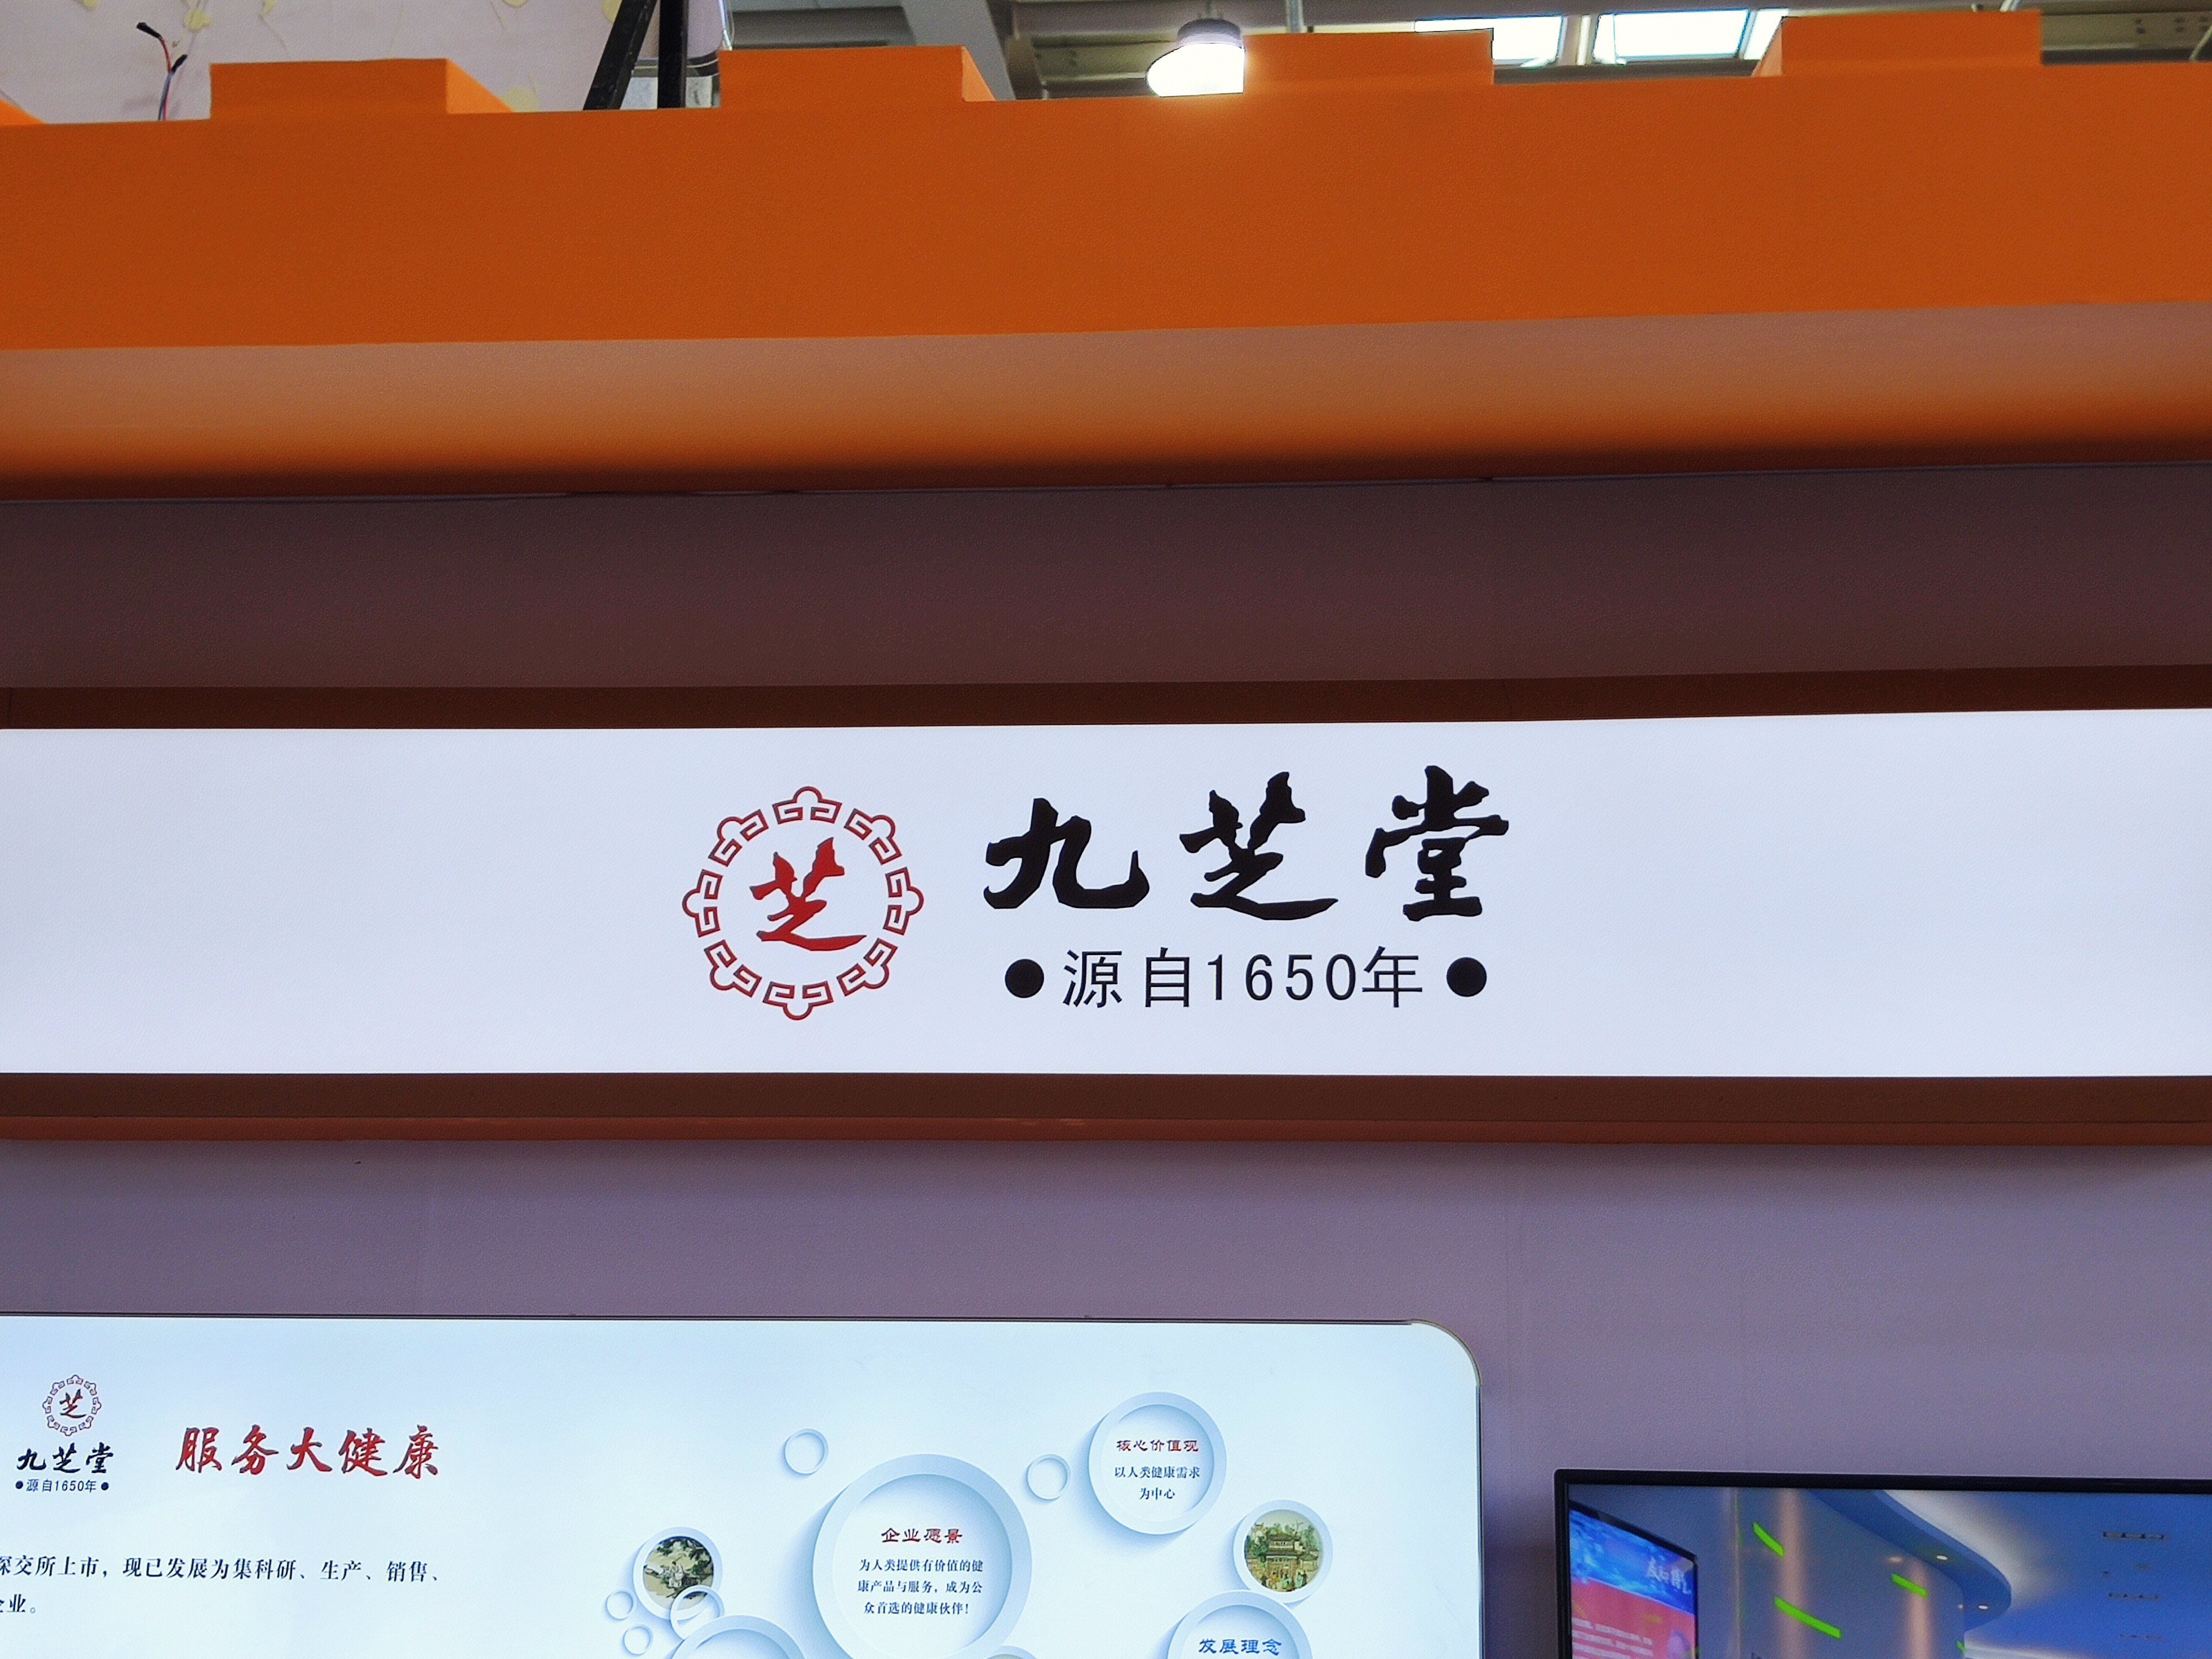 芝
九芝堂
●源自1650年●
芝
九芝堂
●源自1650年●
服务大健康
深交所上市，现已发展为集科研、生产、销售、
企业。
企业愿景
为人类提供有价值的健
康产品与服务，成为公
众首选的健康伙伴！
核心价值观
以人类健康需求
为中心
发展理念